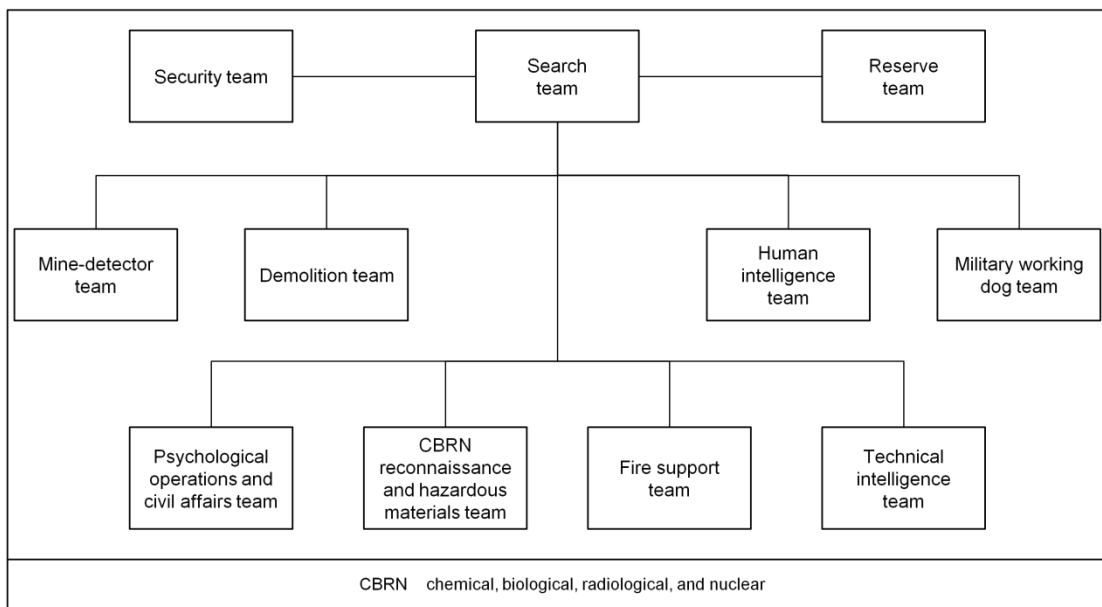 Security team
Search
team
Reserve
team
Mine-detector
team
Demolition team
Human
intelligence
team
Military working
dog team
Psychological
operations and
civil affairs team
CBRN
reconnaissance
and hazardous
materials team
Fire support
team
Technical
intelligence
team
CBRN chemical, biological, radiological, and nuclear